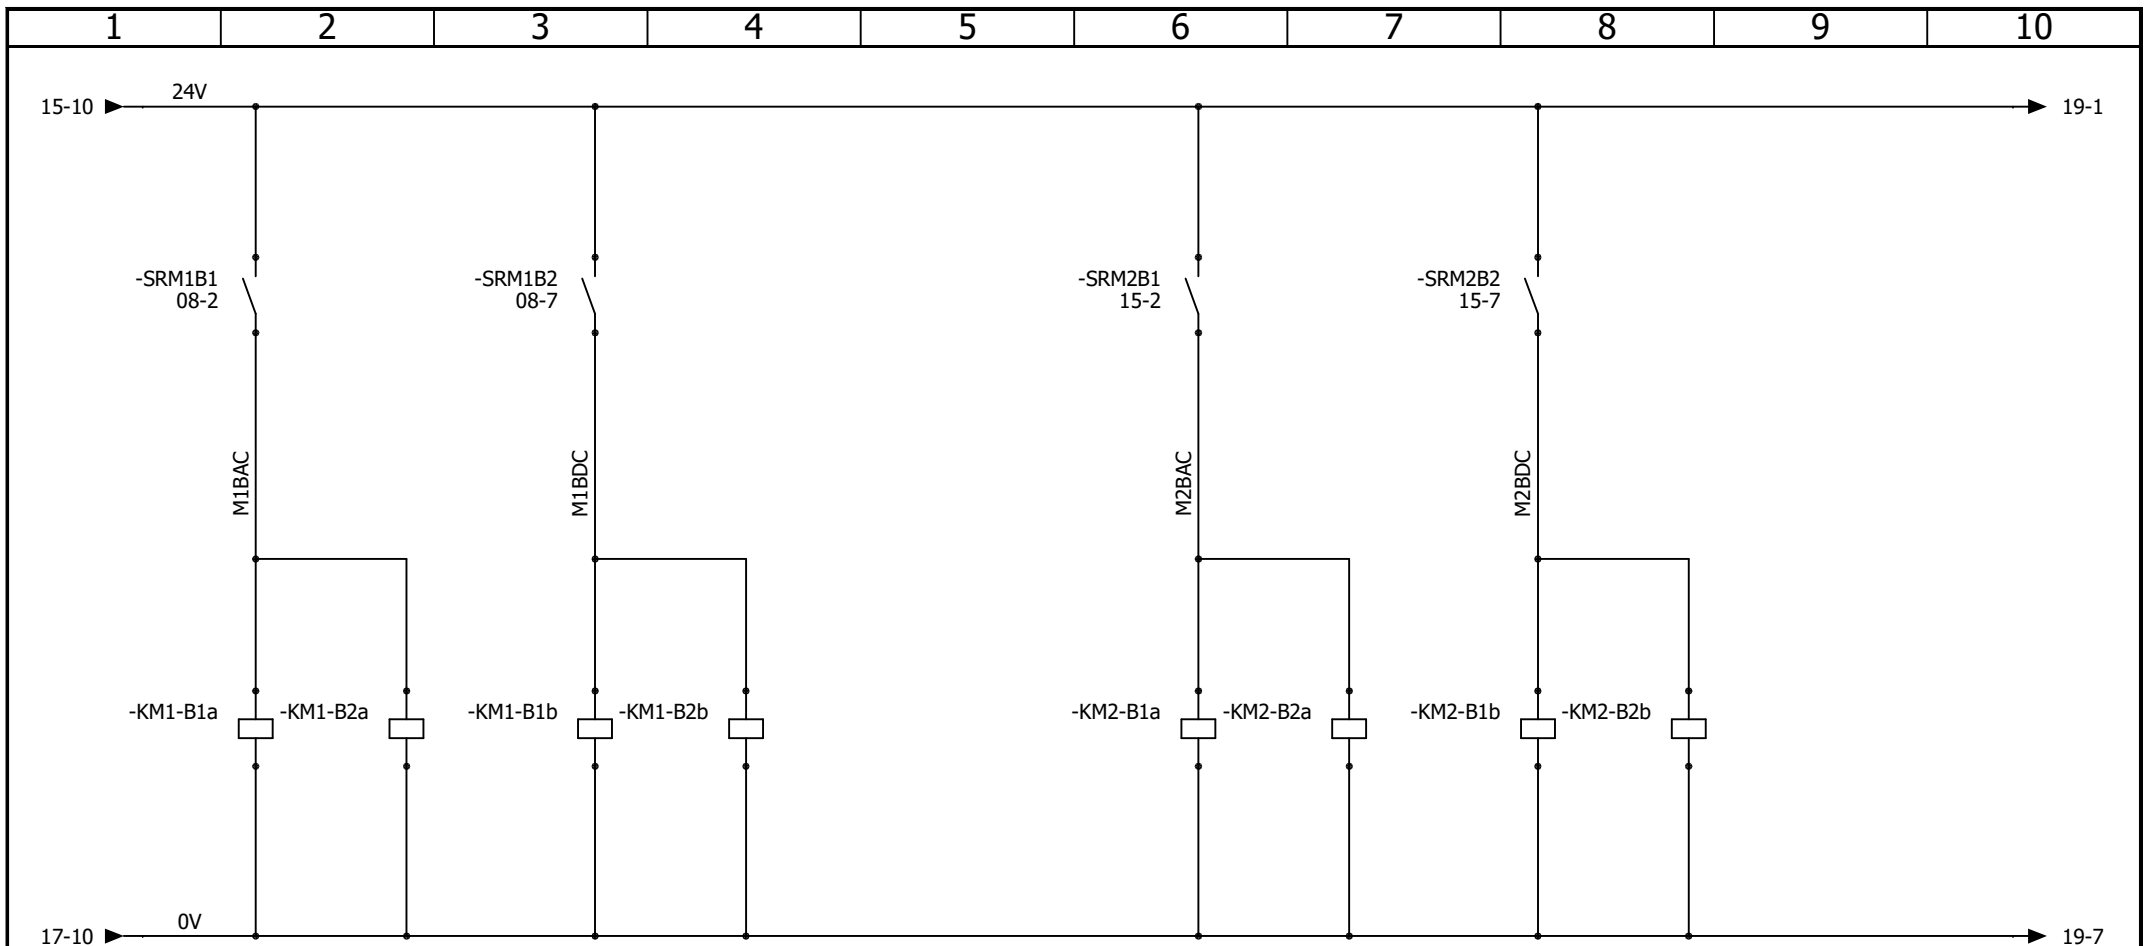 1 2 3 4 5 6 7 8 9 10
24V
15-10 19-1
-SRM1B1 -SRM1B2 -SRM2B1 -SRM2B2
08-2 08-7 15-2 15-7
M1BAC M1BDC M2BAC M2BDC
-KM1-B1a -KM1-B2a -KM1-B1b -KM1-B2b -KM2-B1a -KM2-B2a -KM2-B1b -KM2-B2b
0V
17-10 19-7